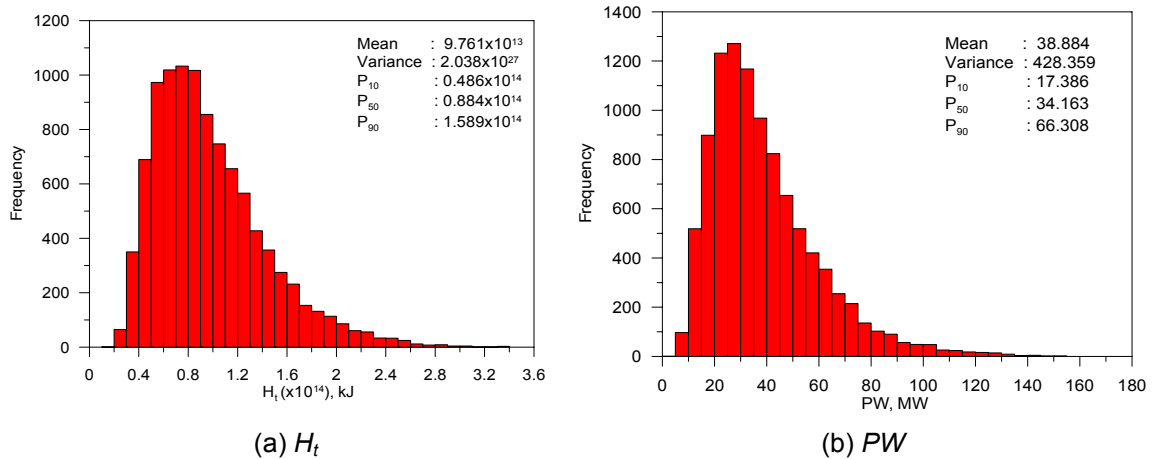 1200
1000
800
600
400
200
0
Frequency
Mean : 9.761x10¹³
Variance : 2.038x10²⁷
P₁₀ : 0.486x10¹⁴
P₅₀ : 0.884x10¹⁴
P₉₀ : 1.589x10¹⁴
0 0.4 0.8 1.2 1.6 2.0 2.4 2.8 3.2 3.6
Hₜ (x10¹⁴), kJ
(a) Hₜ
1400
1200
1000
800
600
400
200
0
Frequency
Mean : 38.884
Variance : 428.359
P₁₀ : 17.386
P₅₀ : 34.163
P₉₀ : 66.308
0 20 40 60 80 100 120 140 160 180
PW, MW
(b) PW